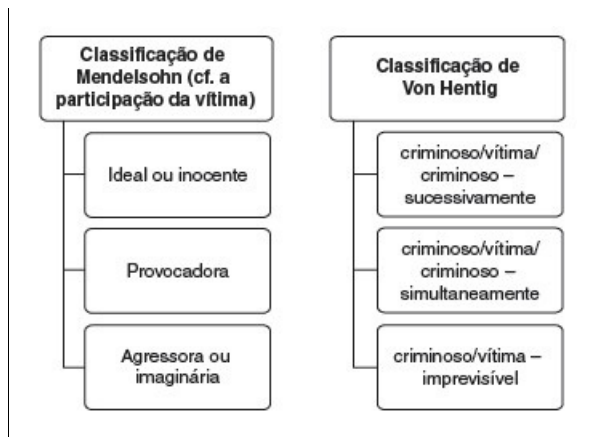 Classificação de
Mendelsohn (cf. a
participação da vítima)
Ideal ou inocente
Provocadora
Agressora ou
imaginária
Classificação de
Von Hentig
criminoso/vítima/
criminoso –
sucessivamente
criminoso/vítima/
criminoso –
simultaneamente
criminoso/vítima –
imprevisível